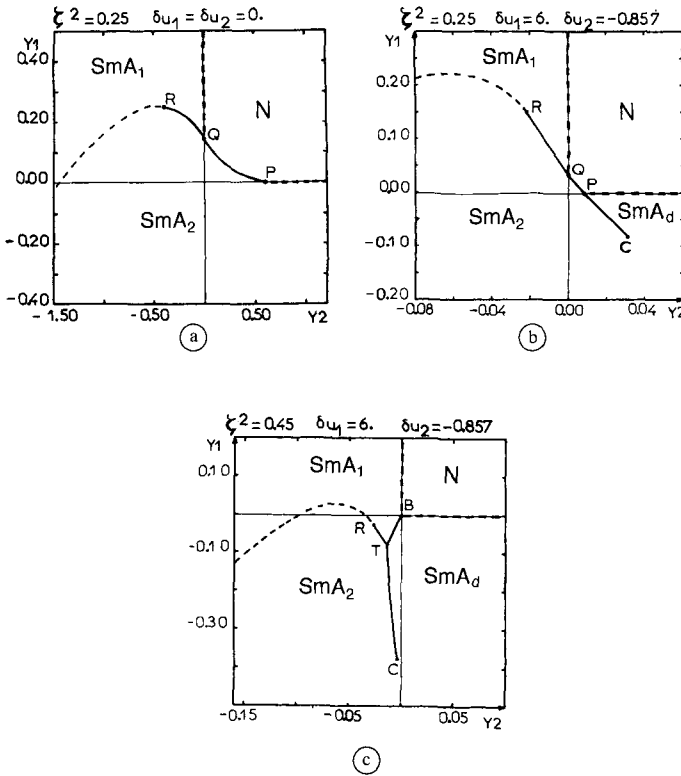 ζ²=0.25 δu₁=δu₂=0.
Y1
0.40
SmA₁
0.20
R
Q
N
P
0.00
SmA₂
-0.20
-0.40
-1.50 -0.50 0.50 Y2
a
ζ²=0.25 δu₁=6. δu₂=-0.857
Y1
SmA₁
0.20
R
N
0.10
Q
P
0.00
SmA₂ SmA_d
-0.10
C
-0.20
-0.08 -0.04 0.00 0.04 Y2
b
ζ²=0.45 δu₁=6. δu₂=-0.857
Y1
SmA₁
0.10
N
B
R
T
-0.10
SmA₂ SmA_d
-0.30
C
-0.15 -0.05 0.05 Y2
c